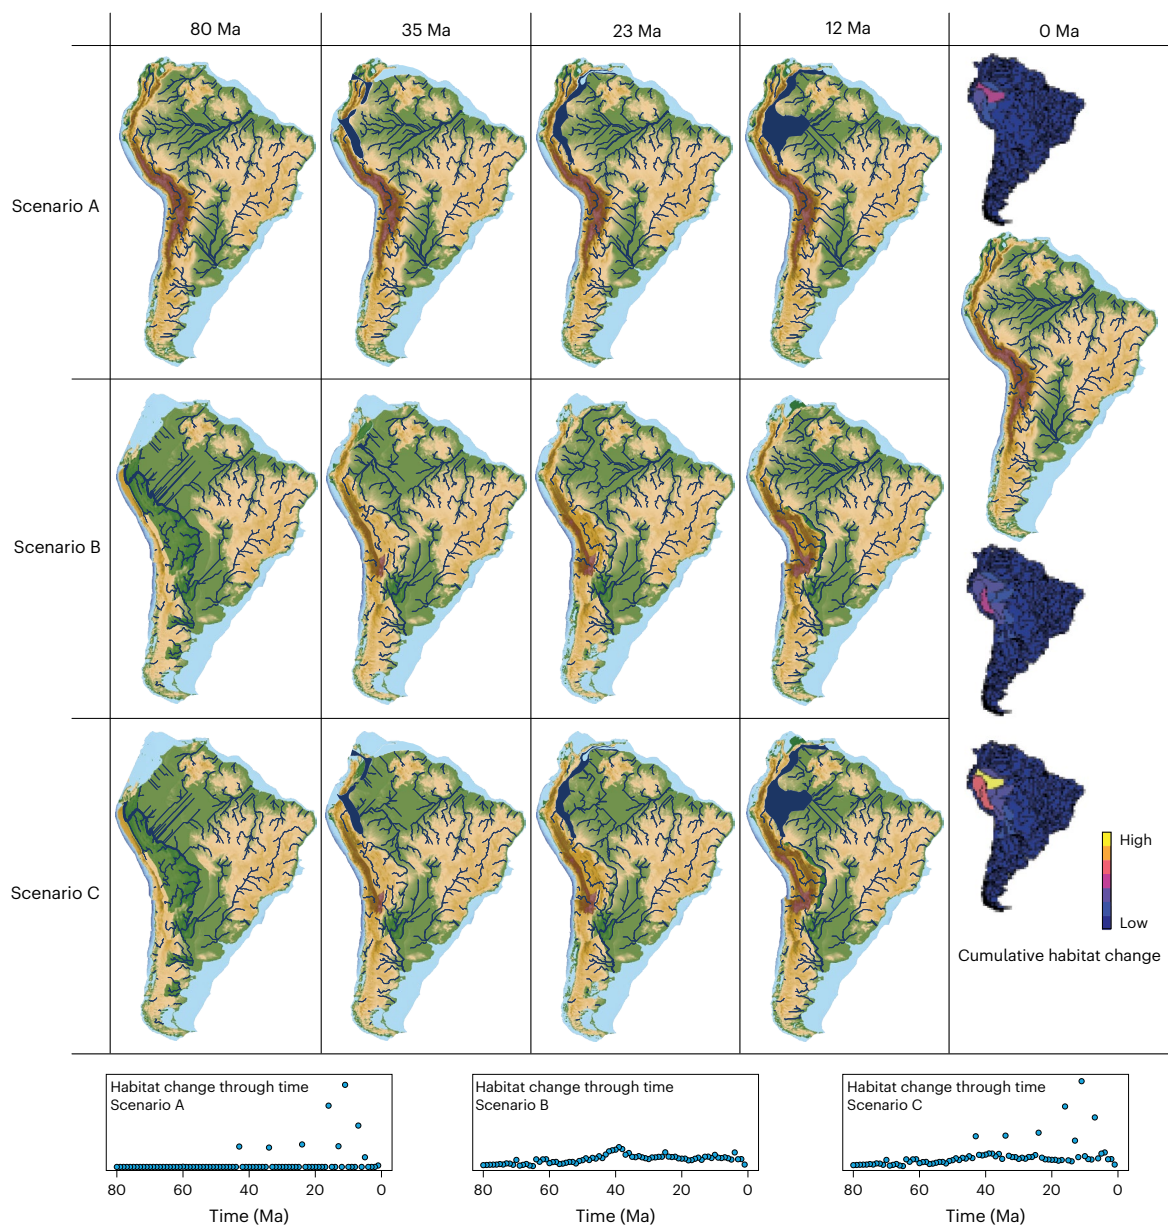 80 Ma
35 Ma
23 Ma
12 Ma
0 Ma
Scenario A
Scenario B
Scenario C
High
Low
Cumulative habitat change
Habitat change through time
Scenario A
80
60
40
20
0
Time (Ma)
Habitat change through time
Scenario B
80
60
40
20
0
Time (Ma)
Habitat change through time
Scenario C
80
60
40
20
0
Time (Ma)